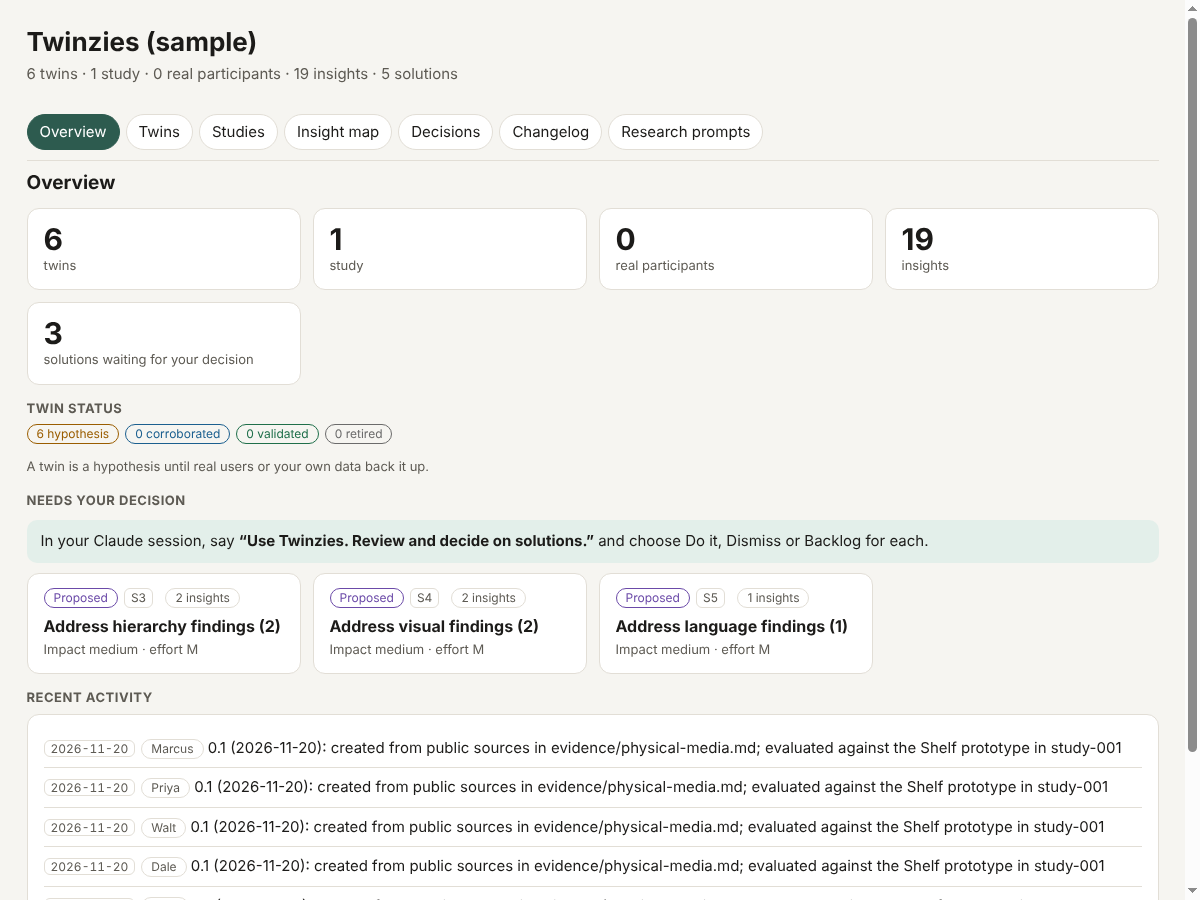 Twinzies (sample)
6 twins · 1 study · 0 real participants · 19 insights · 5 solutions
Overview Twins Studies Insight map Decisions Changelog Research prompts
Overview
6
twins
1
study
0
real participants
19
insights
3
solutions waiting for your decision
TWIN STATUS
6 hypothesis 0 corroborated 0 validated 0 retired
A twin is a hypothesis until real users or your own data back it up.
NEEDS YOUR DECISION
In your Claude session, say “Use Twinzies. Review and decide on solutions.” and choose Do it, Dismiss or Backlog for each.
Proposed S3 2 insights
Address hierarchy findings (2)
Impact medium · effort M
Proposed S4 2 insights
Address visual findings (2)
Impact medium · effort M
Proposed S5 1 insights
Address language findings (1)
Impact medium · effort M
RECENT ACTIVITY
2026-11-20 Marcus 0.1 (2026-11-20): created from public sources in evidence/physical-media.md; evaluated against the Shelf prototype in study-001
2026-11-20 Priya 0.1 (2026-11-20): created from public sources in evidence/physical-media.md; evaluated against the Shelf prototype in study-001
2026-11-20 Walt 0.1 (2026-11-20): created from public sources in evidence/physical-media.md; evaluated against the Shelf prototype in study-001
2026-11-20 Dale 0.1 (2026-11-20): created from public sources in evidence/physical-media.md; evaluated against the Shelf prototype in study-001